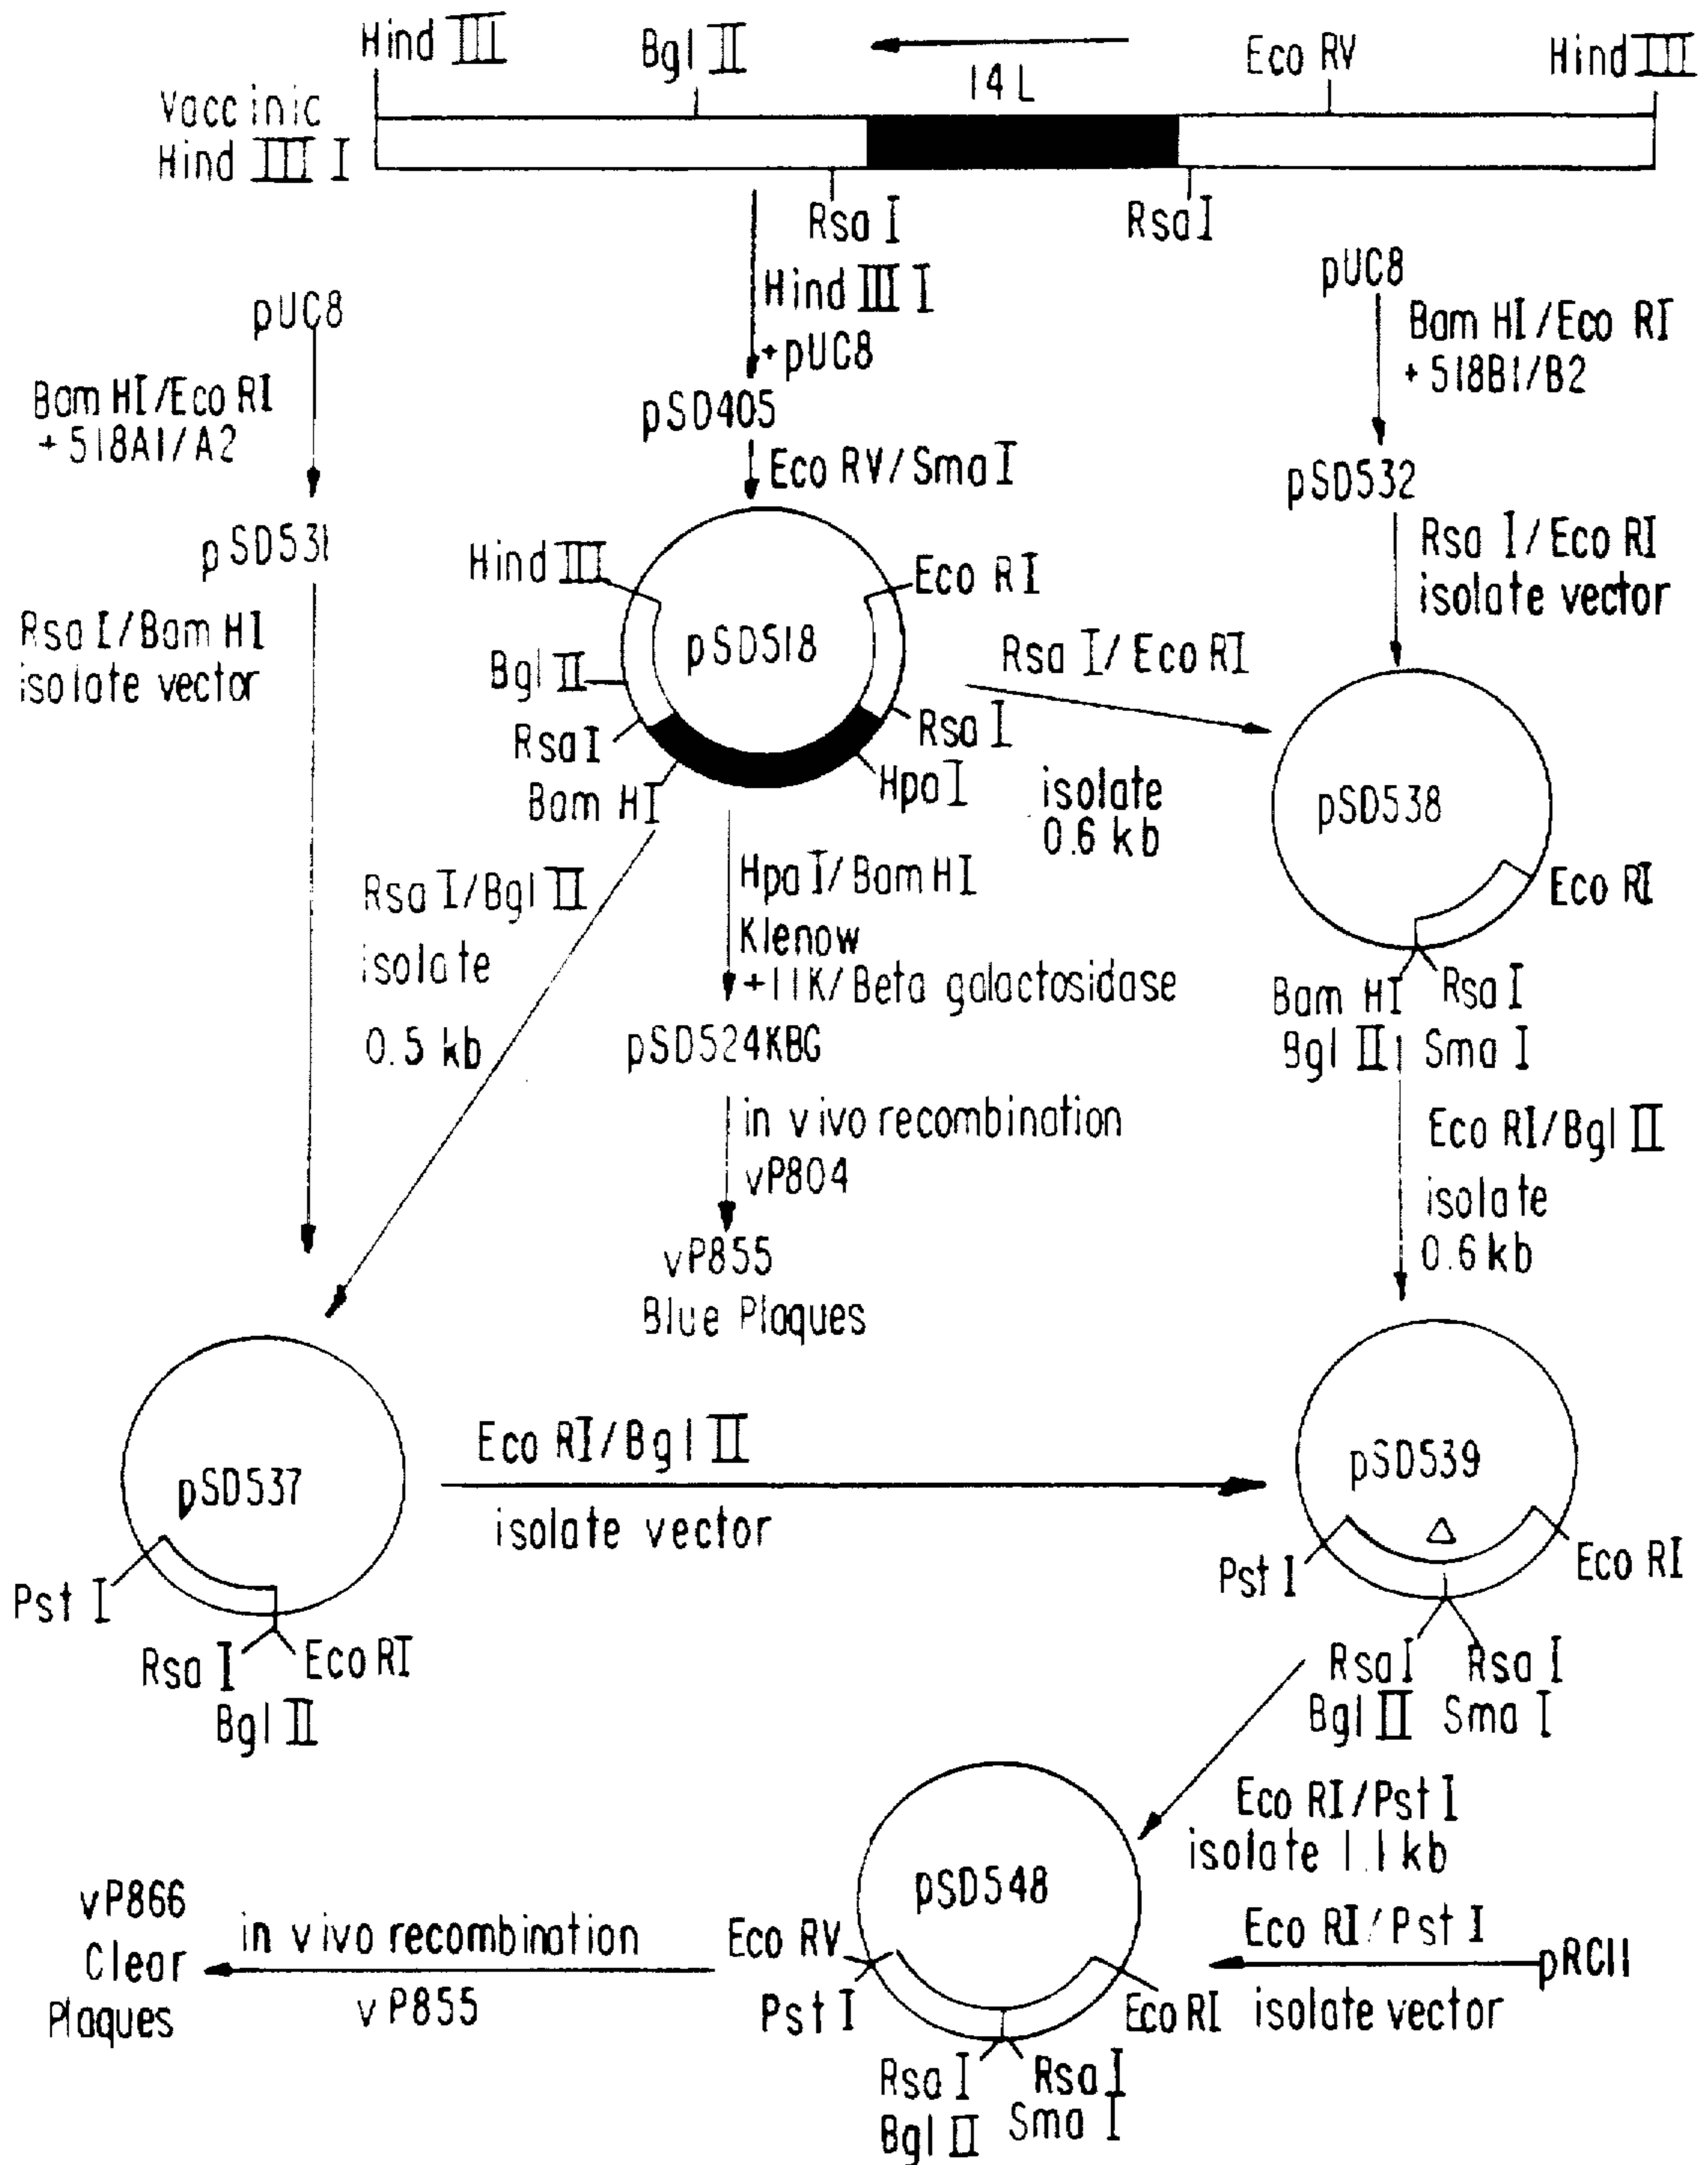 Hind III
Bgl II
I4L
Eco RV
Hind III
Vaccinic
Hind III I
Rsa I
Rsa I
pUC8
Bam HI/Eco RI
+ 518A1/A2
pSD531
Rsa I/Bam HI
isolate vector
Hind III I
+pUC8
pSD405
Eco RV/Sma I
pUC8
Bam HI/Eco RI
+ 518B1/B2
pSD532
Rsa I/Eco RI
isolate vector
Hind III
Eco RI
pSD518
Bgl II
Rsa I
Bam HI
Rsa I
Hpa I
Rsa I/Eco RI
isolate
0.6 kb
pSD538
Eco RI
Bam HI
Rsa I
Bgl II
Sma I
Rsa I/Bgl II
isolate
0.5 kb
Hpa I/Bam HI
Klenow
+11K/Beta galactosidase
pSD524KBG
in vivo recombination
vP804
vP855
Blue Plaques
Eco RI/Bgl II
isolate
0.6 kb
pSD537
Pst I
Rsa I
Eco RI
Bgl II
Eco RI/Bgl II
isolate vector
pSD539
Δ
Pst I
Eco RI
Rsa I
Rsa I
Bgl II
Sma I
Eco RI/Pst I
isolate 1.1 kb
pSD548
Eco RV
Pst I
Eco RI
Rsa I
Rsa I
Bgl II
Sma I
Eco RI/Pst I
pRC11
isolate vector
in vivo recombination
vP855
vP866
Clear
Plaques